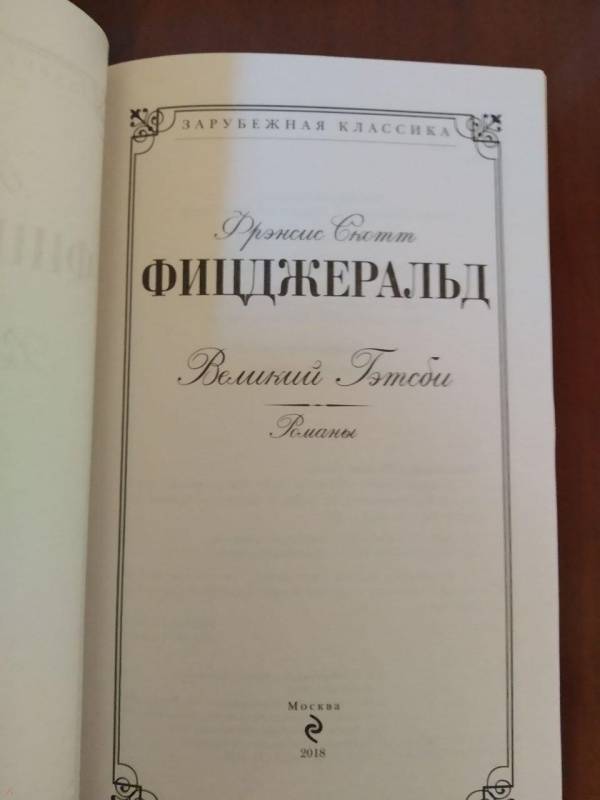 ЗАРУБЕЖНАЯ КЛАССИКА
Фрэнсис Скотт
ФИЦДЖЕРАЛЬД
Великий Гэтсби
Романы
Москва
2018